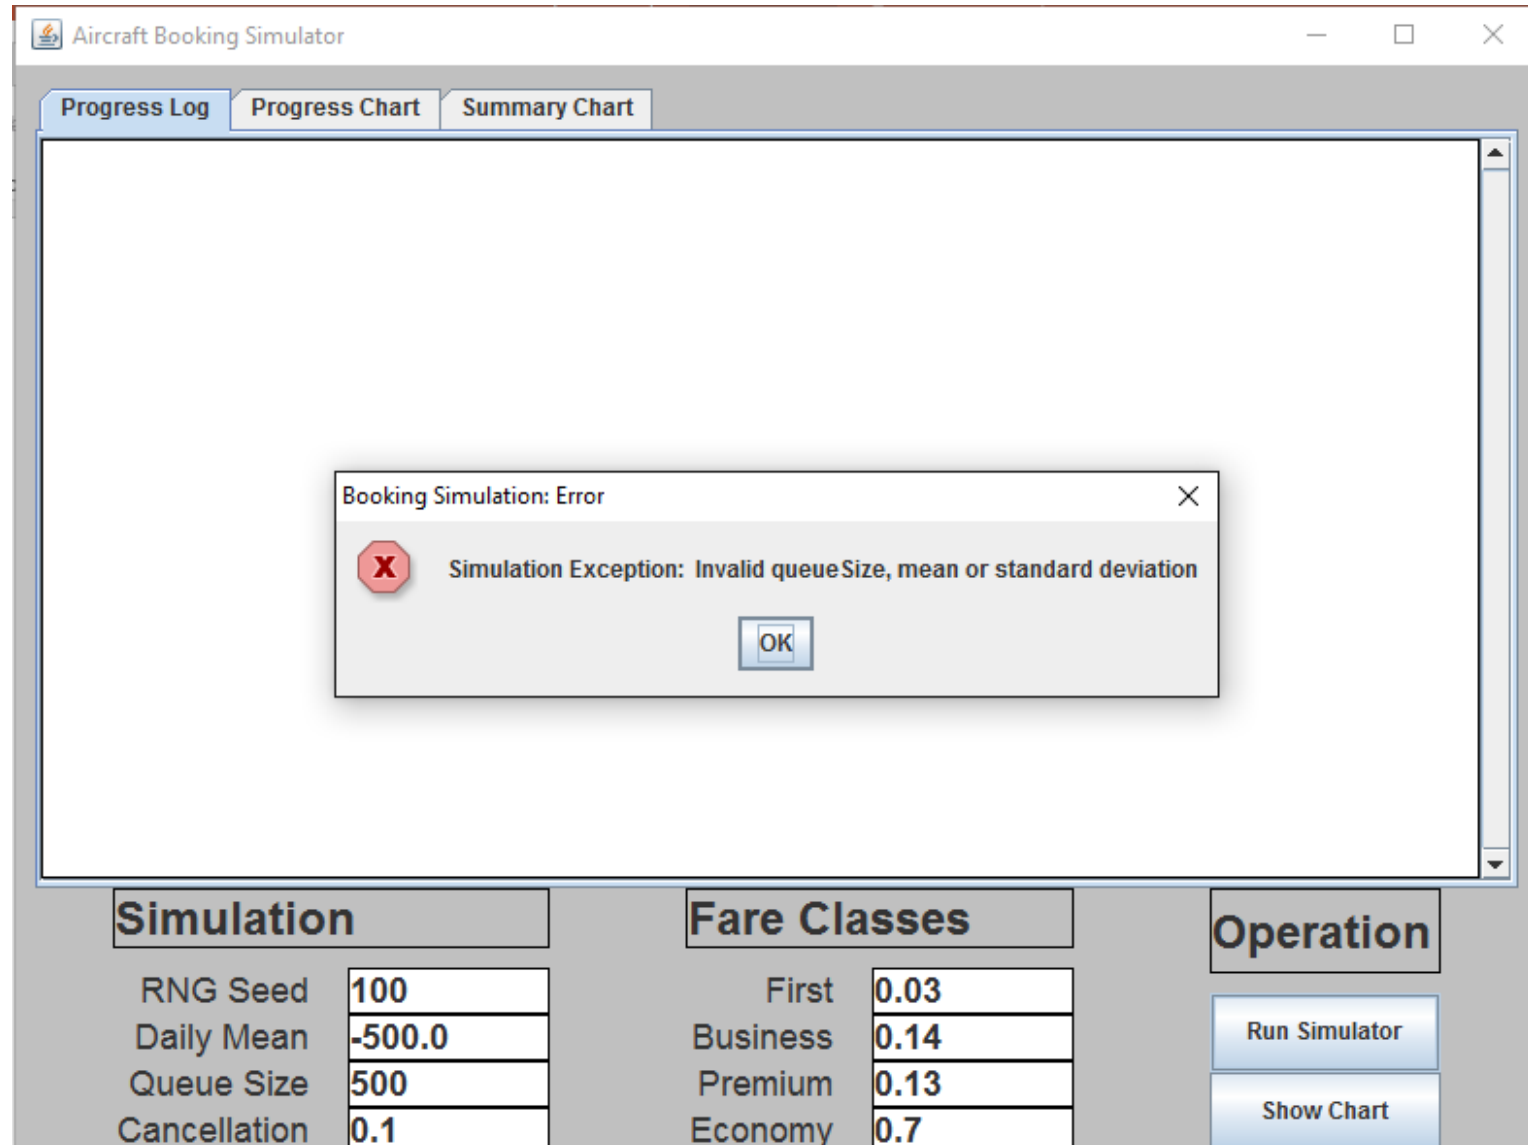 Aircraft Booking Simulator
Progress Log Progress Chart Summary Chart
Booking Simulation: Error
Simulation Exception: Invalid queueSize, mean or standard deviation
OK
Simulation
RNG Seed 100
Daily Mean -500.0
Queue Size 500
Cancellation 0.1
Fare Classes
First 0.03
Business 0.14
Premium 0.13
Economy 0.7
Operation
Run Simulator
Show Chart